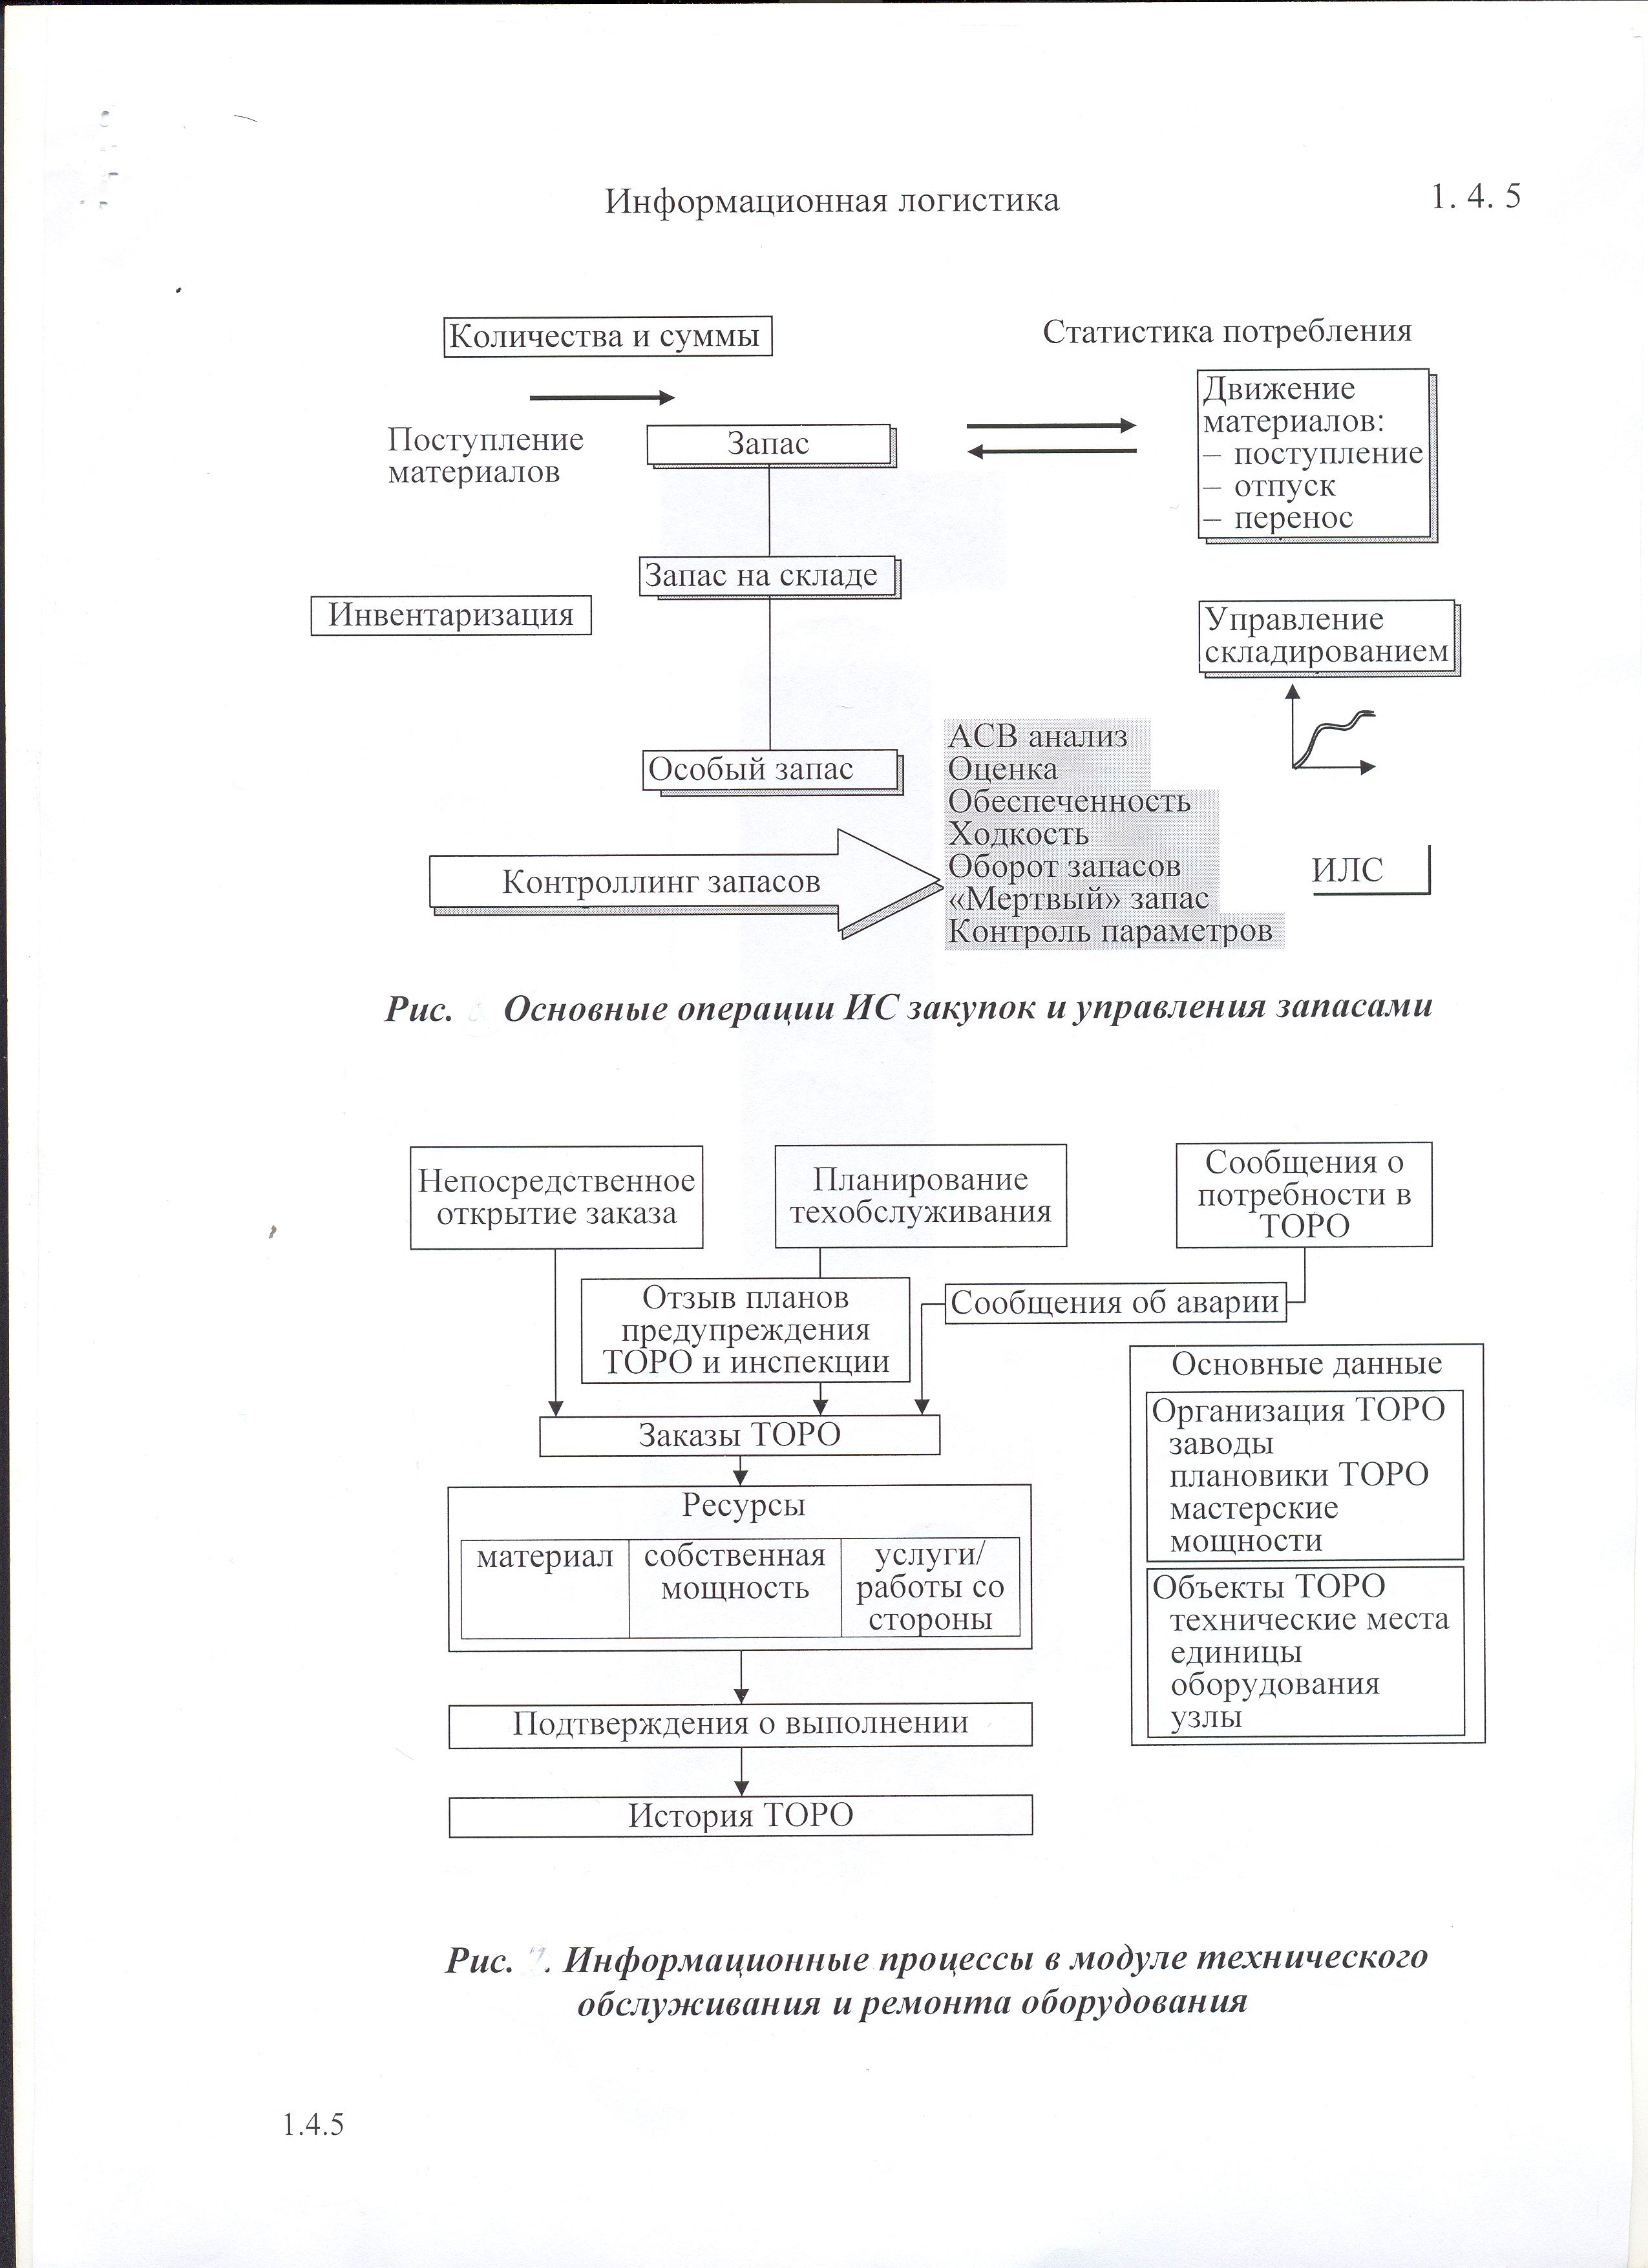 Информационная логистика
1. 4. 5
Количества и суммы
Статистика потребления
Поступление
материалов
Запас
Движение
материалов:
– поступление
– отпуск
– перенос
Запас на складе
Инвентаризация
Управление
складированием
Особый запас
АСВ анализ
Оценка
Обеспеченность
Ходкость
Оборот запасов
«Мертвый» запас
Контроль параметров
Контроллинг запасов
ИЛС
Рис. Основные операции ИС закупок и управления запасами
Непосредственное
открытие заказа
Планирование
техобслуживания
Сообщения о
потребности в
ТОРО
Отзыв планов
предупреждения
ТОРО и инспекции
Сообщения об аварии
Заказы ТОРО
Ресурсы
материал
собственная
мощность
услуги/
работы со
стороны
Подтверждения о выполнении
История ТОРО
Основные данные
Организация ТОРО
заводы
плановики ТОРО
мастерские
мощности
Объекты ТОРО
технические места
единицы
оборудования
узлы
Рис. . Информационные процессы в модуле технического
обслуживания и ремонта оборудования
1.4.5